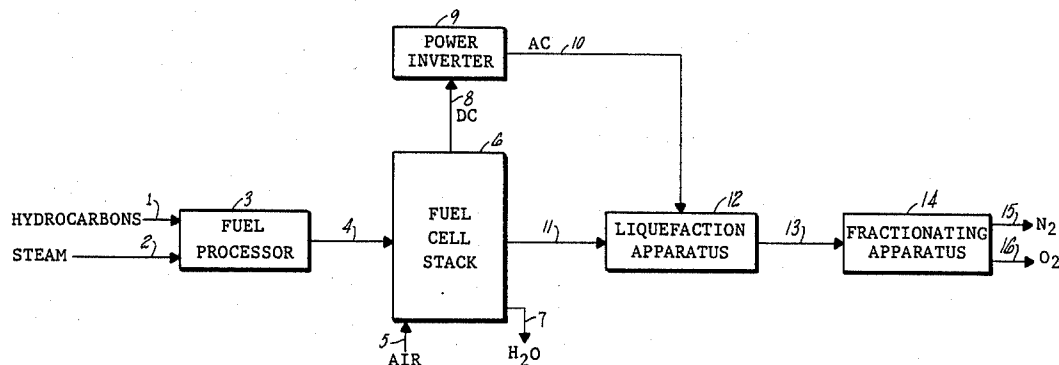 9
POWER
INVERTER
AC
10
8
DC
6
HYDROCARBONS
1
3
FUEL
PROCESSOR
STEAM
2
4
FUEL
CELL
STACK
11
12
LIQUEFACTION
APPARATUS
13
14
FRACTIONATING
APPARATUS
15
N2
16
O2
5
AIR
7
H2O